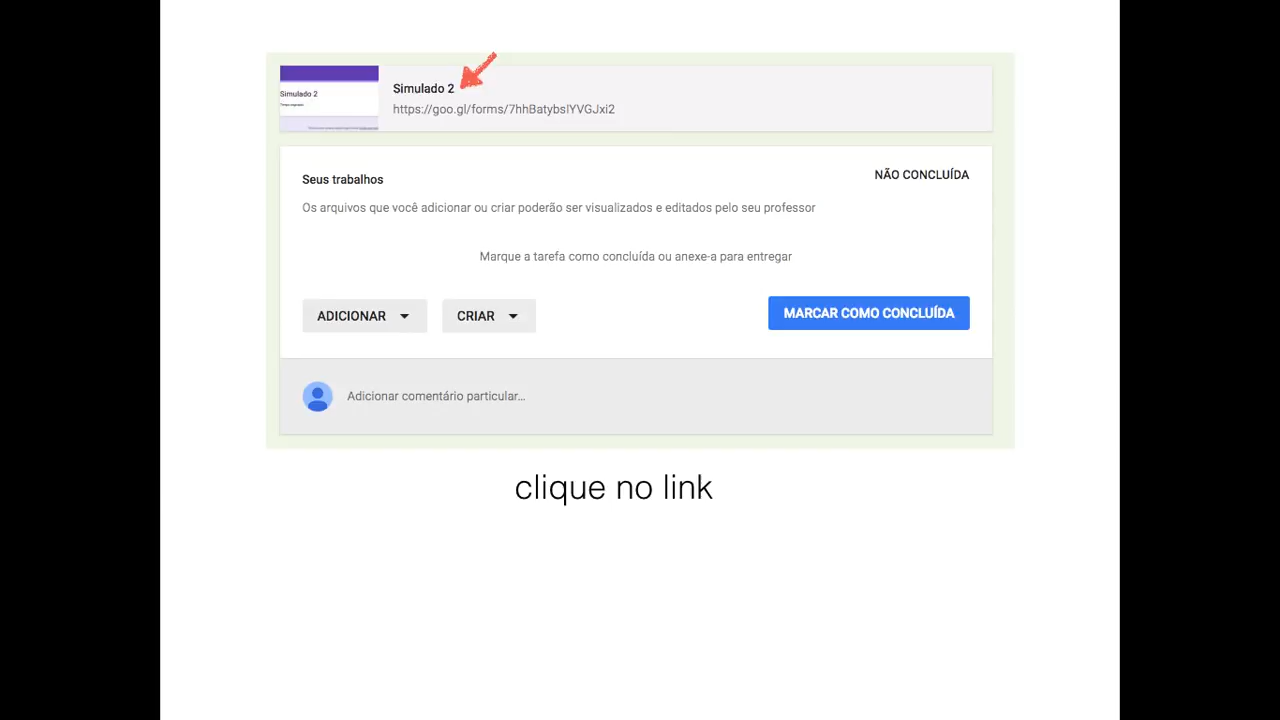 Simulado 2
Simulado 2
https://goo.gl/forms/7hhBatybsIYVGJxi2
Seus trabalhos
NÃO CONCLUÍDA
Os arquivos que você adicionar ou criar poderão ser visualizados e editados pelo seu professor
Marque a tarefa como concluída ou anexe-a para entregar
ADICIONAR
CRIAR
MARCAR COMO CONCLUÍDA
Adicionar comentário particular...
clique no link